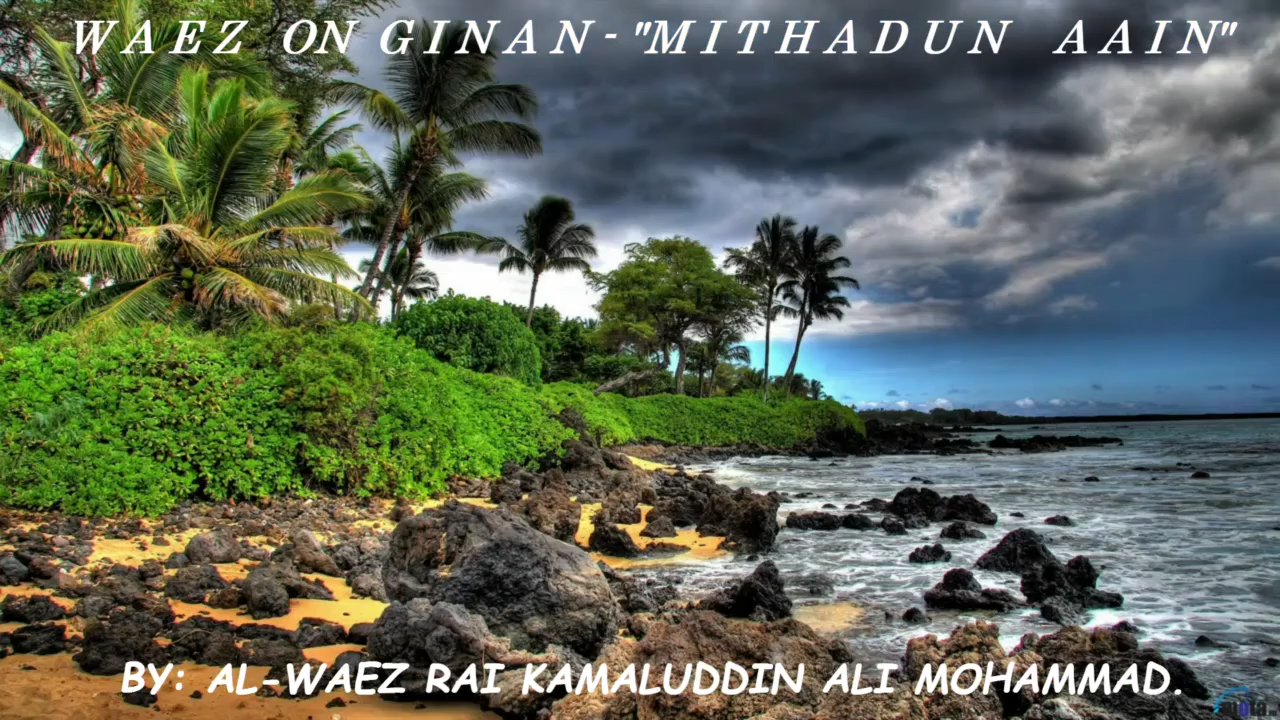 WAEZ ON GINAN-"MITHADUN AAIN"
BY: AL-WAEZ RAI KAMALUDDIN ALI MOHAMMAD.